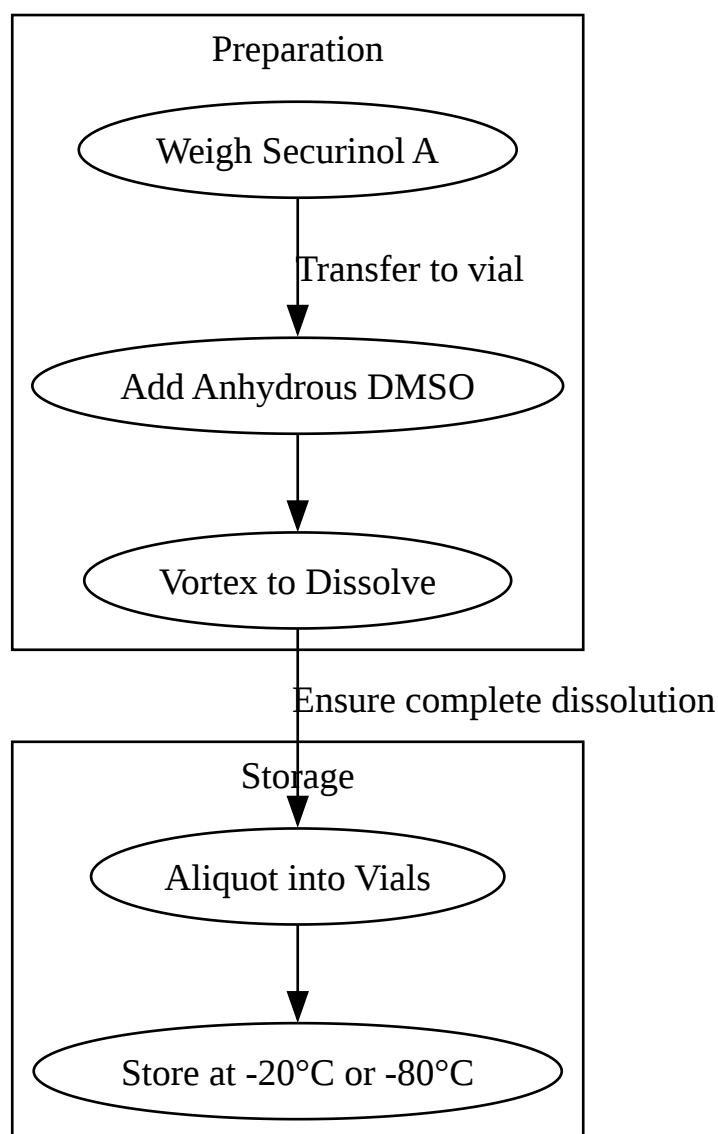 Preparation
Weigh Securinol A
Transfer to vial
Add Anhydrous DMSO
Vortex to Dissolve
Ensure complete dissolution
Storage
Aliquot into Vials
Store at -20°C or -80°C